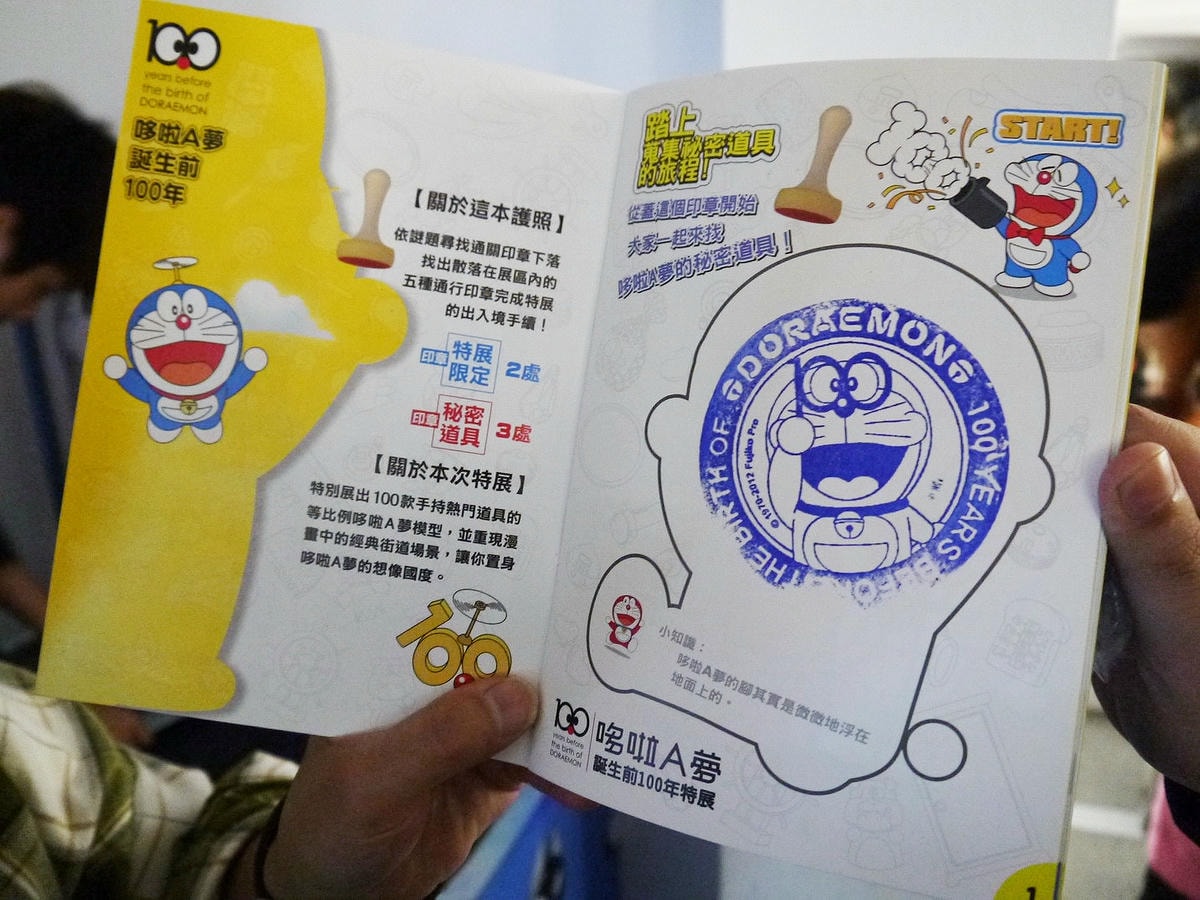 100
years before
the birth of
DORAEMON
哆啦A夢
誕生前
100年
【關於這本護照】
依謎題尋找通關印章下落
找出散落在展區內的
五種通行印章完成特展
的出入境手續！
印章 特展限定 2處
印章 秘密道具 3處
【關於本次特展】
特別展出100款手持熱門道具的
等比例哆啦A夢模型，並重現漫
畫中的經典街道場景，讓你置身
哆啦A夢的想像國度。
100
踏上
蒐集祕密道具
的旅程！
從蓋這個印章開始
大家一起來找
哆啦A夢的秘密道具！
START!
100 YEARS BEFORE THE BIRTH OF DORAEMON
© 1970-2012 Fujiko Pro
小知識：
哆啦A夢的腳其實是微微地浮在
地面上的。
100
years before
the birth of
DORAEMON
哆啦A夢
誕生前100年特展
1